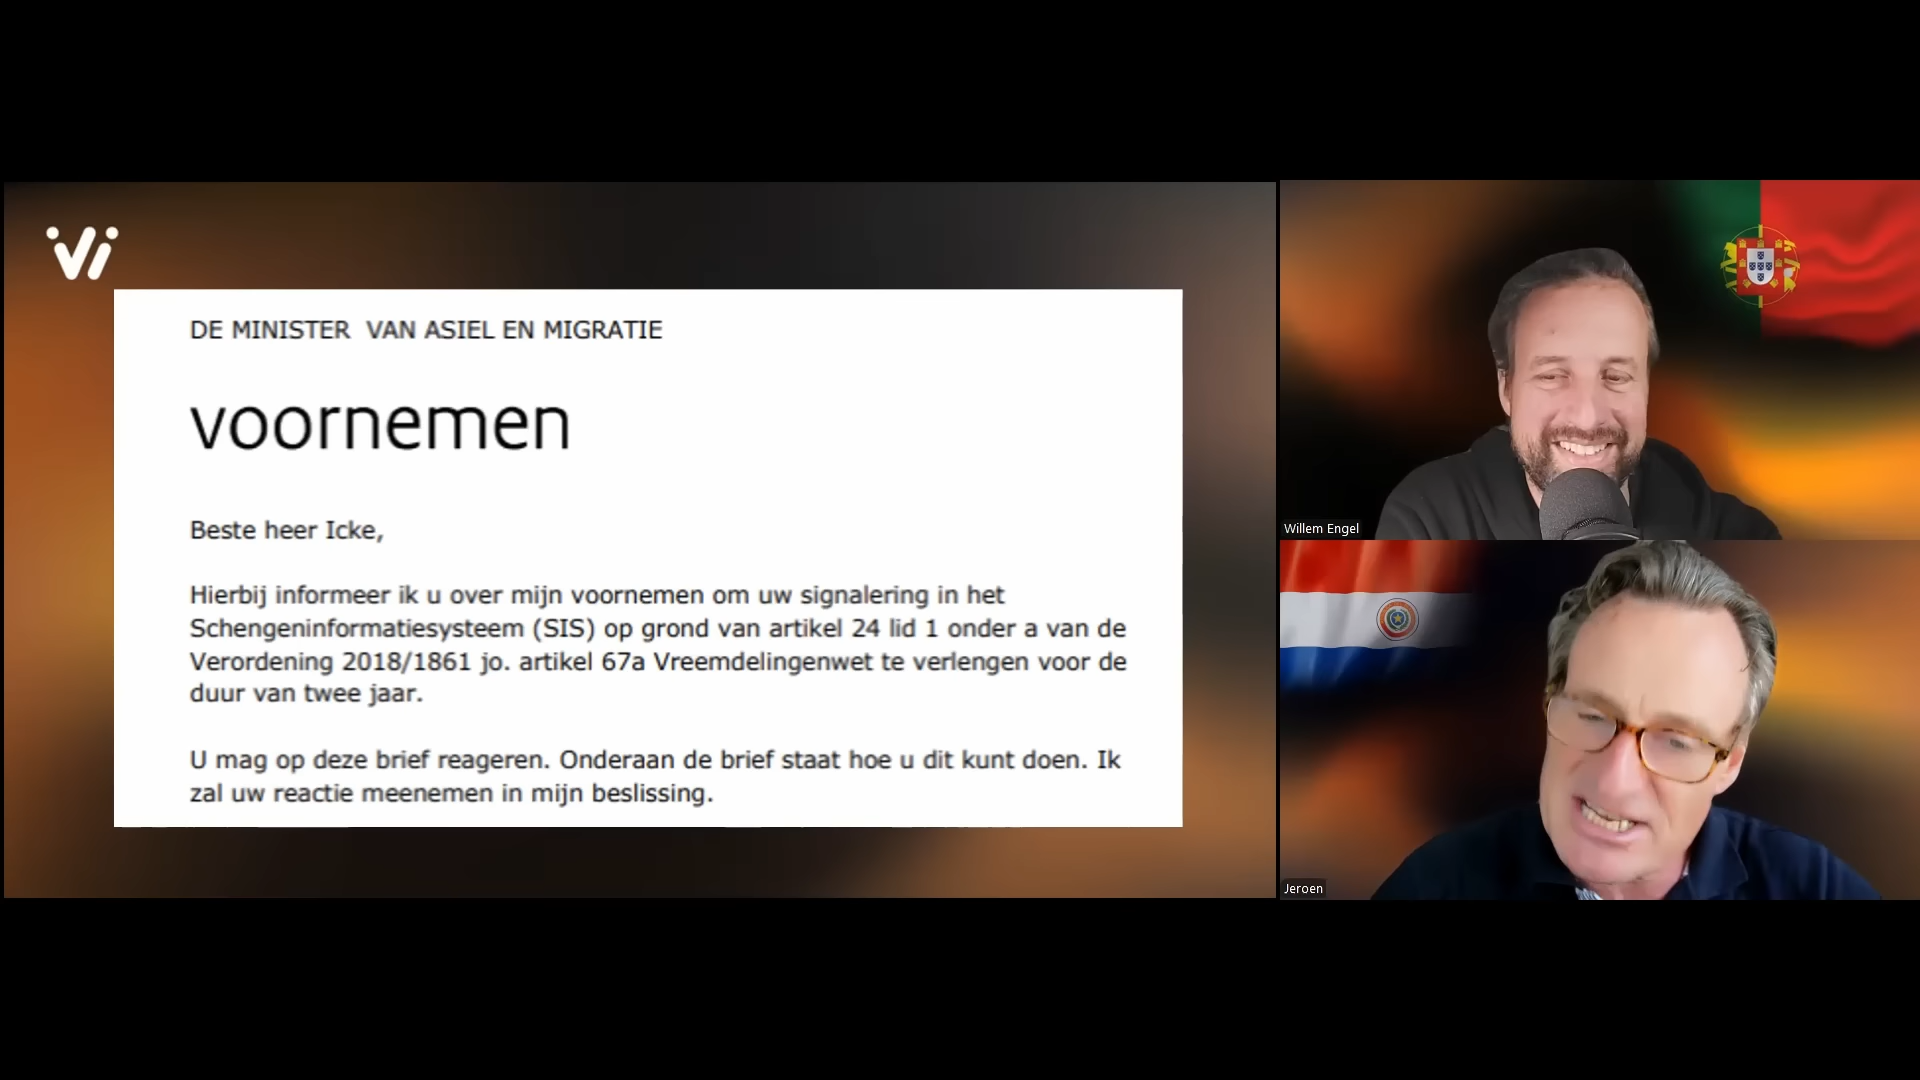 DE MINISTER VAN ASIEL EN MIGRATIE
voornemen
Beste heer Icke,
Hierbij informeer ik u over mijn voornemen om uw signalering in het
Schengeninformatiesysteem (SIS) op grond van artikel 24 lid 1 onder a van de
Verordening 2018/1861 jo. artikel 67a Vreemdelingenwet te verlengen voor de
duur van twee jaar.
U mag op deze brief reageren. Onderaan de brief staat hoe u dit kunt doen. Ik
zal uw reactie meenemen in mijn beslissing.
Willem Engel
Jeroen